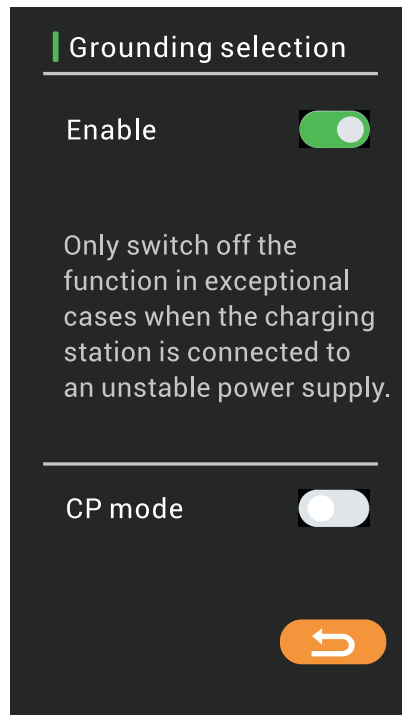 Grounding selection
Enable
Only switch off the
function in exceptional
cases when the charging
station is connected to
an unstable power supply.
CP mode